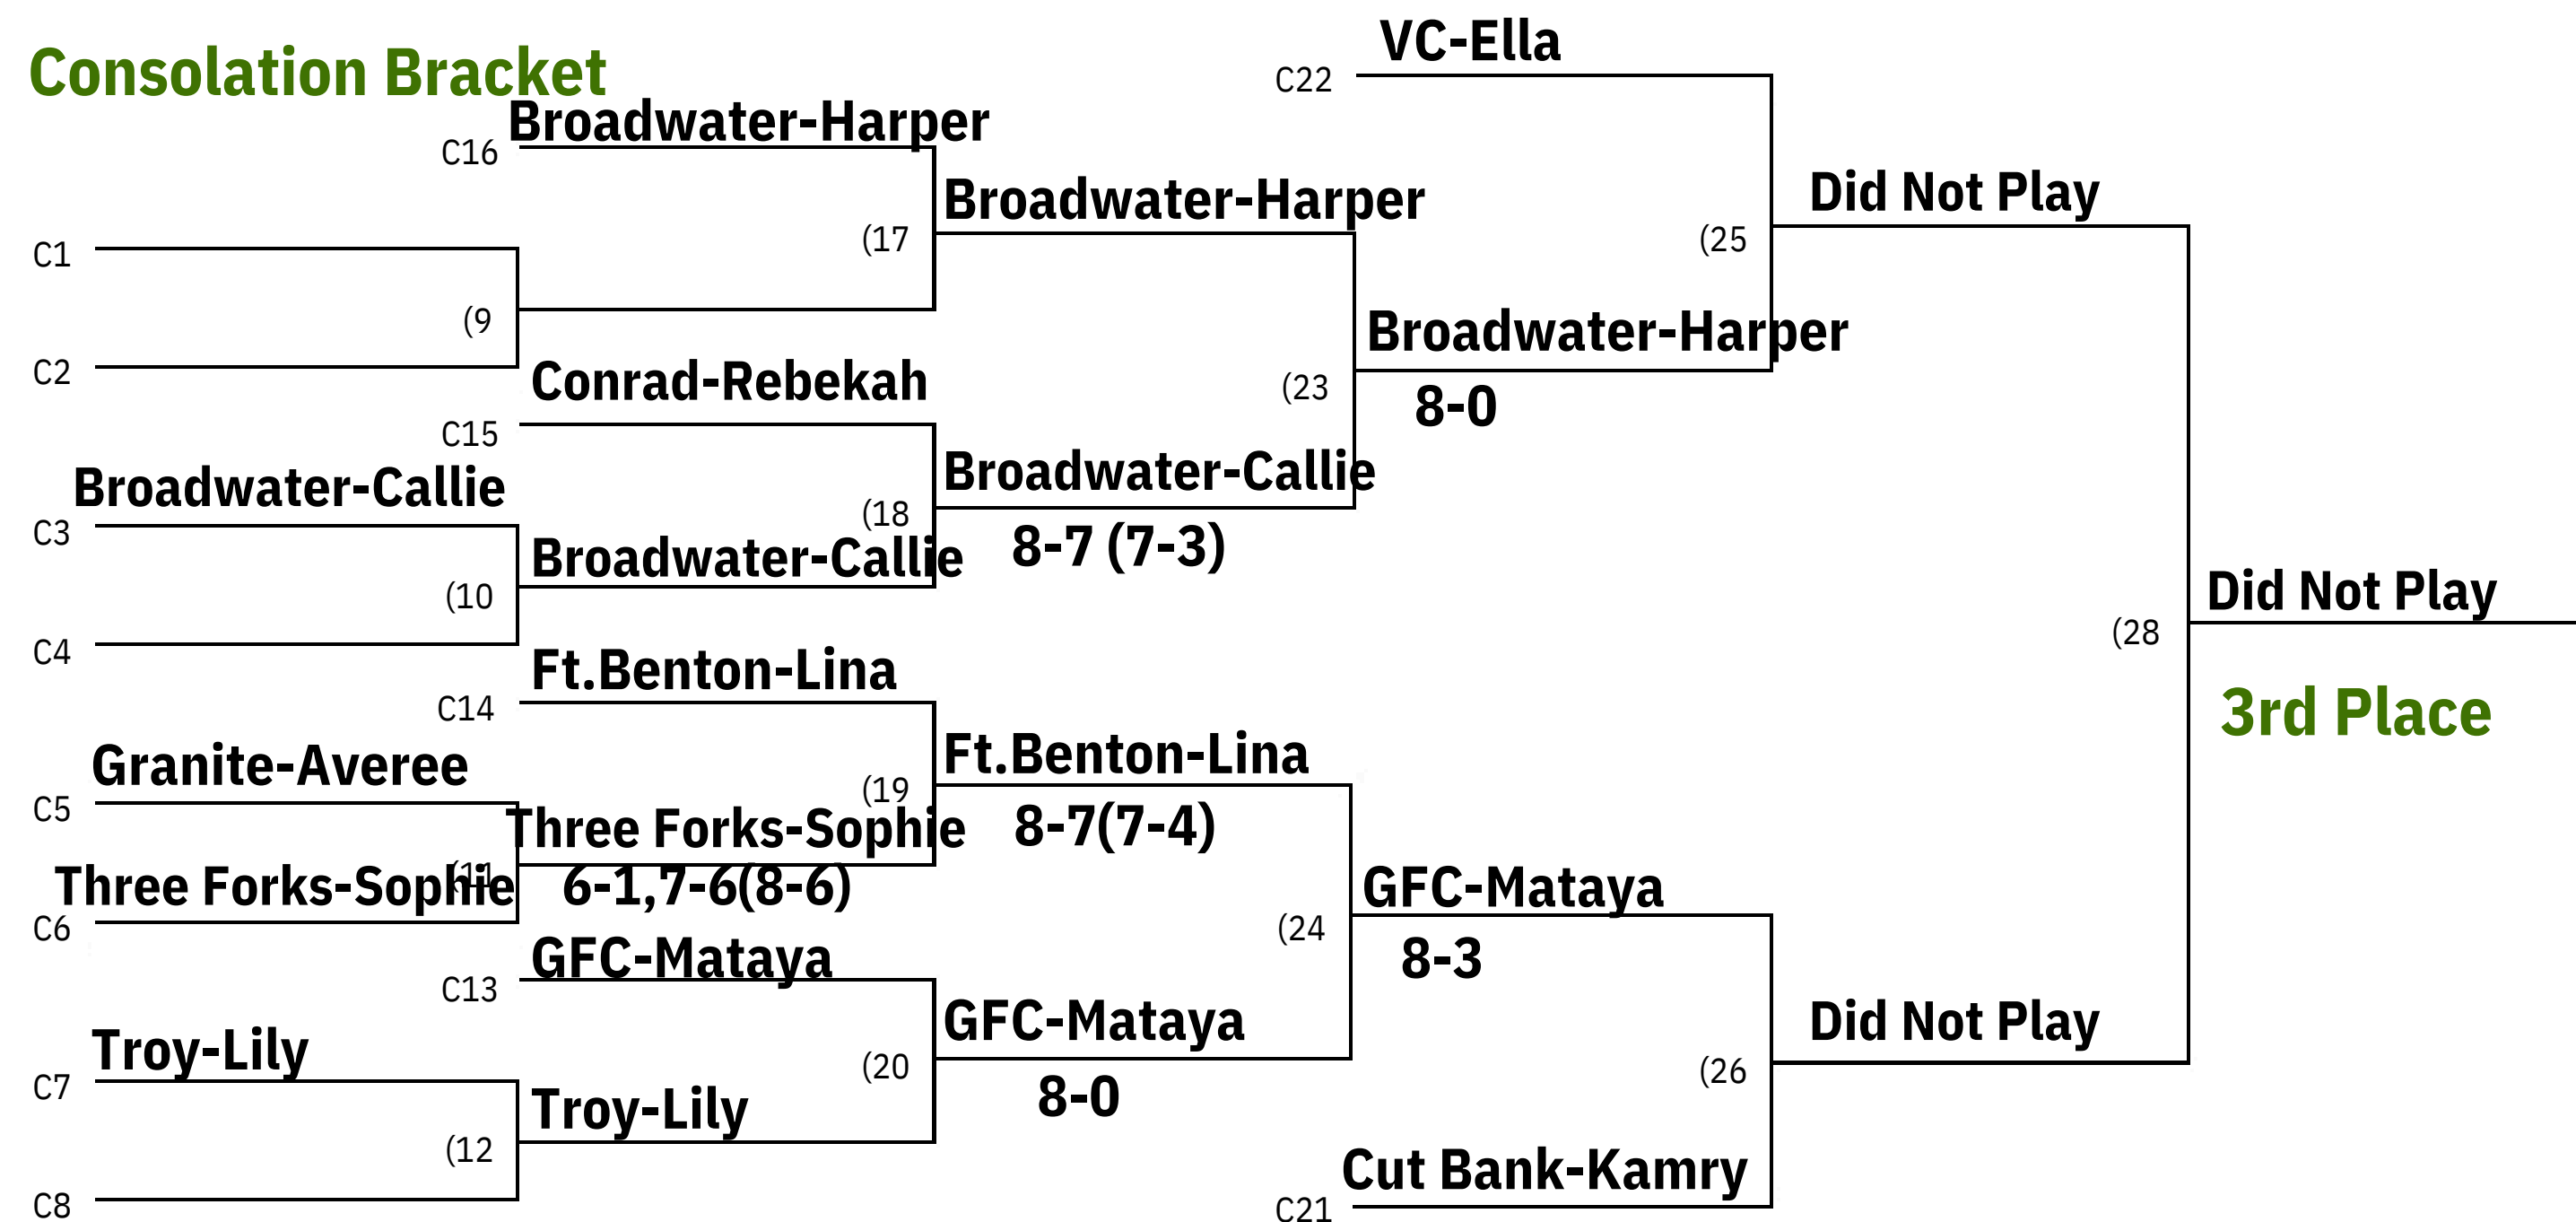 Consolation Bracket
C16
Broadwater-Harper
C1
(9
C2
(17
Broadwater-Harper
Conrad-Rebekah
C15
Broadwater-Callie
C3
(10
C4
Broadwater-Callie
(18
Broadwater-Callie
8-7 (7-3)
(23
Broadwater-Harper
8-0
C22
VC-Ella
(25
Did Not Play
Ft.Benton-Lina
C14
Granite-Averee
C5
(11
Three Forks-Sophie
C6
Three Forks-Sophie
6-1,7-6(8-6)
(19
Ft.Benton-Lina
8-7(7-4)
GFC-Mataya
C13
Troy-Lily
C7
(12
C8
Troy-Lily
(20
GFC-Mataya
8-0
(24
GFC-Mataya
8-3
(26
Cut Bank-Kamry
C21
Did Not Play
(28
Did Not Play
3rd Place